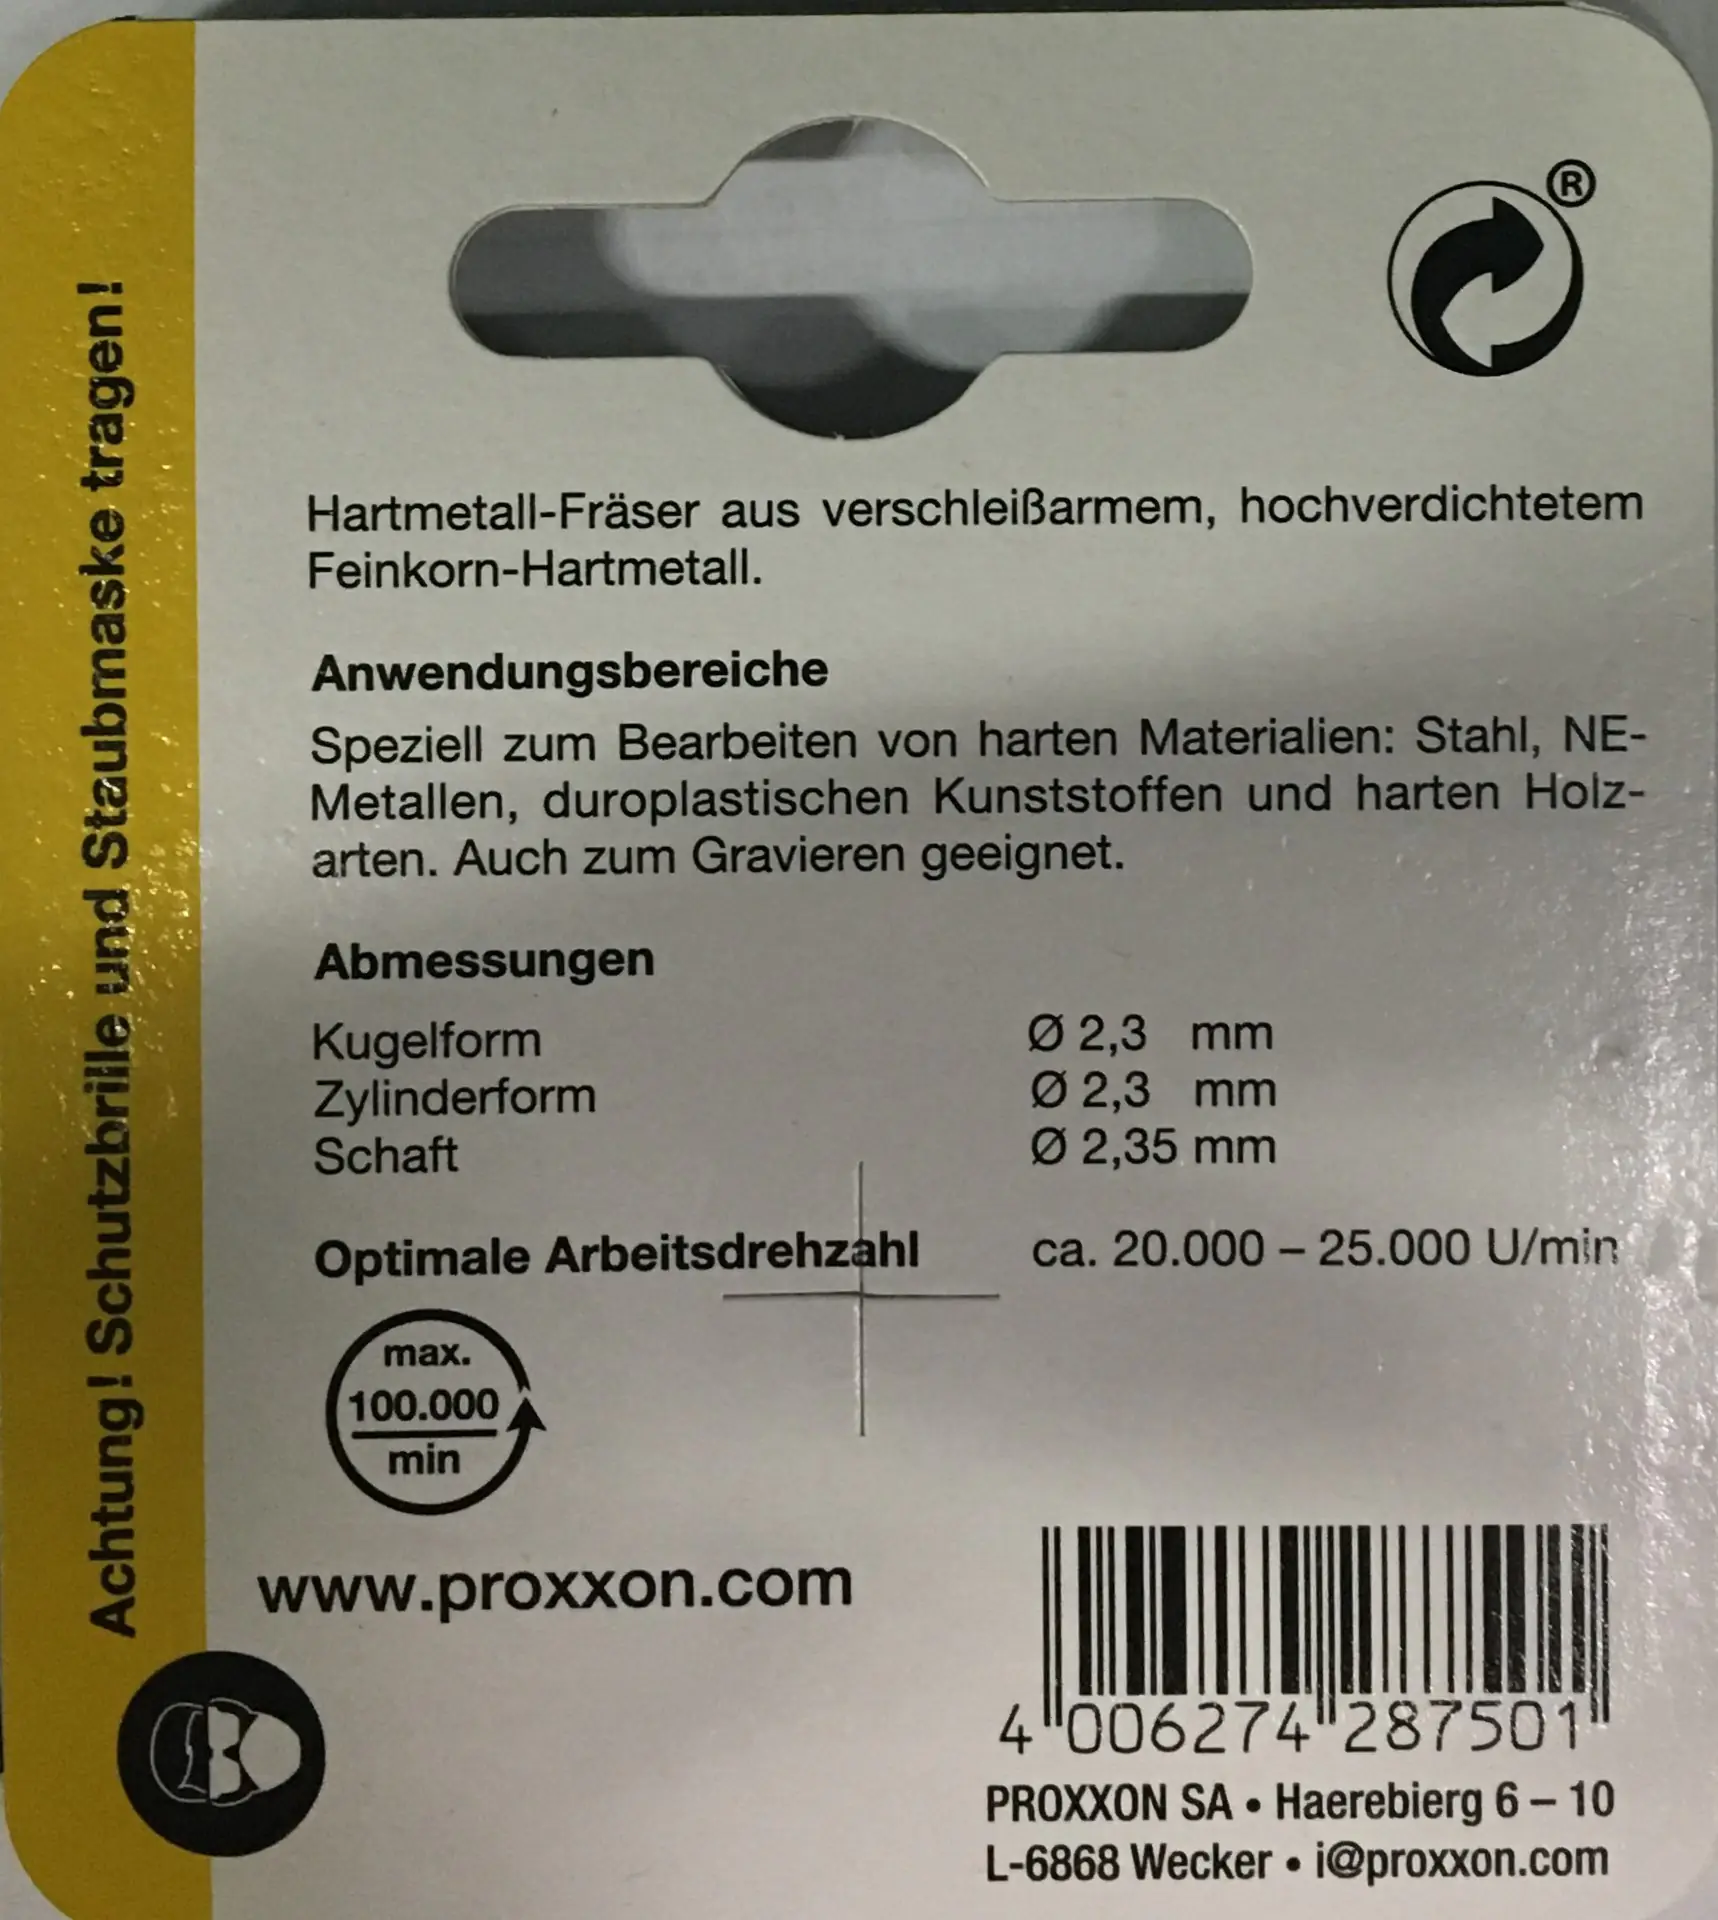 Achtung! Schutzbrille und Staubmaske tragen!
®
Hartmetall-Fräser aus verschleißarmem, hochverdichtetem
Feinkorn-Hartmetall.
Anwendungsbereiche
Speziell zum Bearbeiten von harten Materialien: Stahl, NE-
Metallen, duroplastischen Kunststoffen und harten Holz-
arten. Auch zum Gravieren geeignet.
Abmessungen
Kugelform Ø 2,3 mm
Zylinderform Ø 2,3 mm
Schaft Ø 2,35 mm
Optimale Arbeitsdrehzahl ca. 20.000 – 25.000 U/min
max.
100.000
min
www.proxxon.com
4 006274 287501
PROXXON SA • Haerebierg 6 – 10
L-6868 Wecker • i@proxxon.com